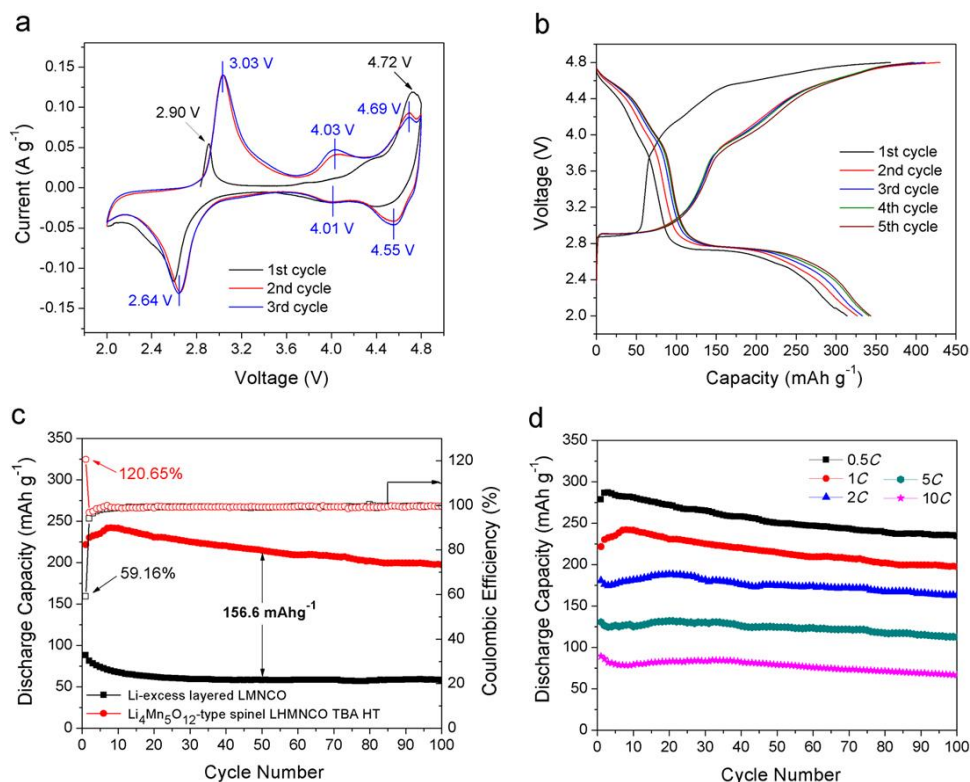 a
3.03 V
4.72 V
2.90 V
4.69 V
4.03 V
4.01 V
4.55 V
2.64 V
1st cycle
2nd cycle
3rd cycle
0.15
0.10
0.05
0.00
-0.05
-0.10
-0.15
Current (A g⁻¹)
2.0 2.4 3.0 3.6 4.2 4.8
Voltage (V)
b
1st cycle
2nd cycle
3rd cycle
4th cycle
5th cycle
4.8
4.4
4.0
3.6
3.2
2.8
2.4
2.0
Voltage (V)
0 50 100 150 200 250 300 350 400 450
Capacity (mAh g⁻¹)
c
120.65%
59.16%
156.6 mAhg⁻¹
Li-excess layered LMNCO
Li₄Mn₅O₁₂-type spinel LHMNCO TBA HT
350
300
250
200
150
100
50
0
Discharge Capacity (mAh g⁻¹)
120
100
80
60
40
20
0
Coulombic Efficiency (%)
0 10 20 30 40 50 60 70 80 90 100
Cycle Number
d
0.5C
1C
2C
5C
10C
350
300
250
200
150
100
50
0
Discharge Capacity (mAh g⁻¹)
0 10 20 30 40 50 60 70 80 90 100
Cycle Number